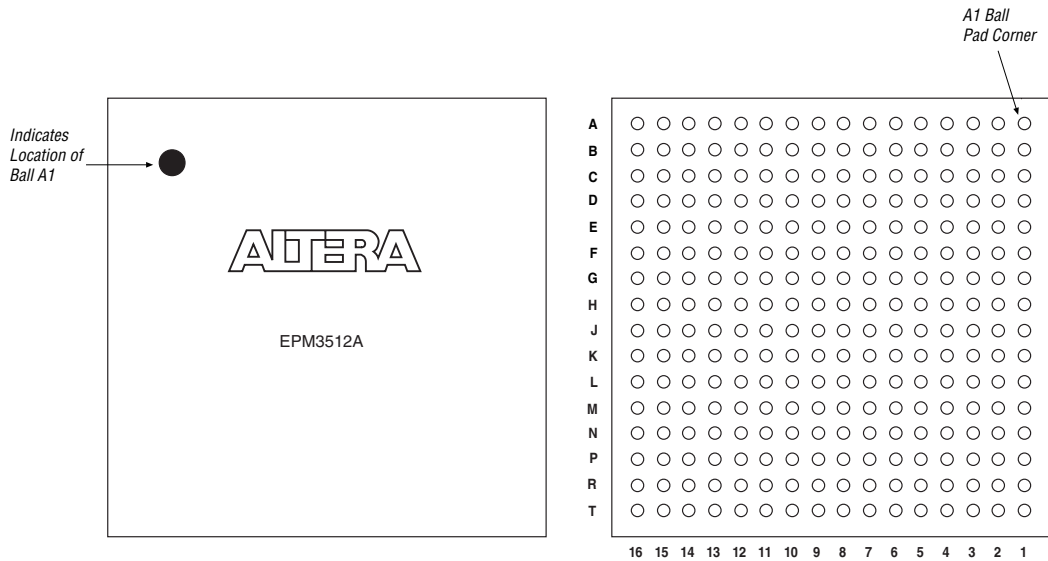 A1 Ball
Pad Corner
Indicates
Location of
Ball A1
ALTERA
EPM3512A
A
B
C
D
E
F
G
H
J
K
L
M
N
P
R
T
16 15 14 13 12 11 10 9 8 7 6 5 4 3 2 1